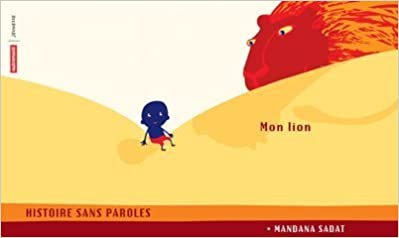 Mon lion
HISTOIRE SANS PAROLES
• MANDANA SADAT